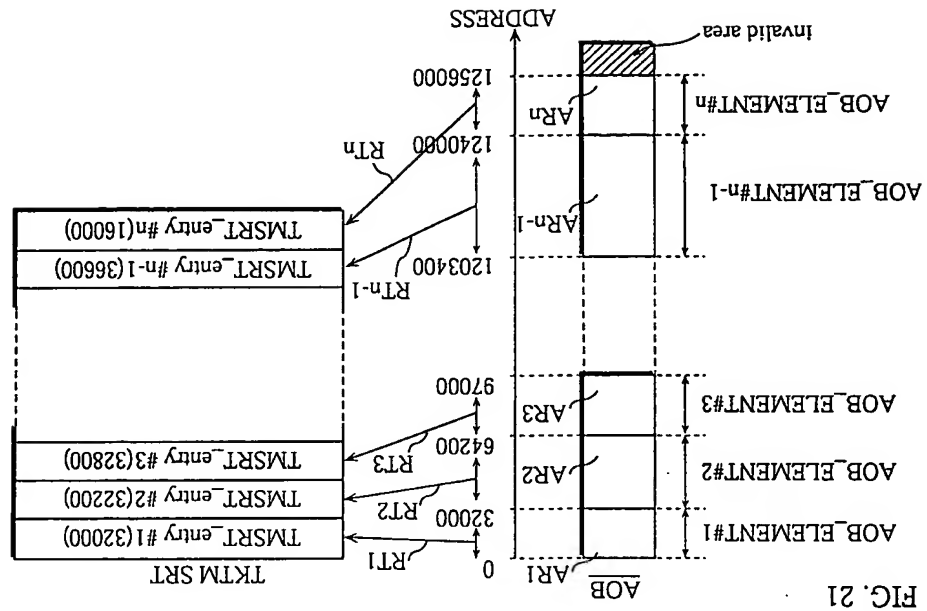 FIG. 21
AOB
TKTMSRT
AOB_ELEMENT#1
AOB_ELEMENT#2
AOB_ELEMENT#3
AOB_ELEMENT#n-1
AOB_ELEMENT#n
AR1
AR2
AR3
ARn-1
ARn
invalid area
0
32000
64200
97000
1203400
1240000
1256000
ADDRESS
RT1
RT2
RT3
RTn-1
RTn
TMSRT_entry #1(32000)
TMSRT_entry #2(32200)
TMSRT_entry #3(32800)
TMSRT_entry #n-1(36600)
TMSRT_entry #n(16000)